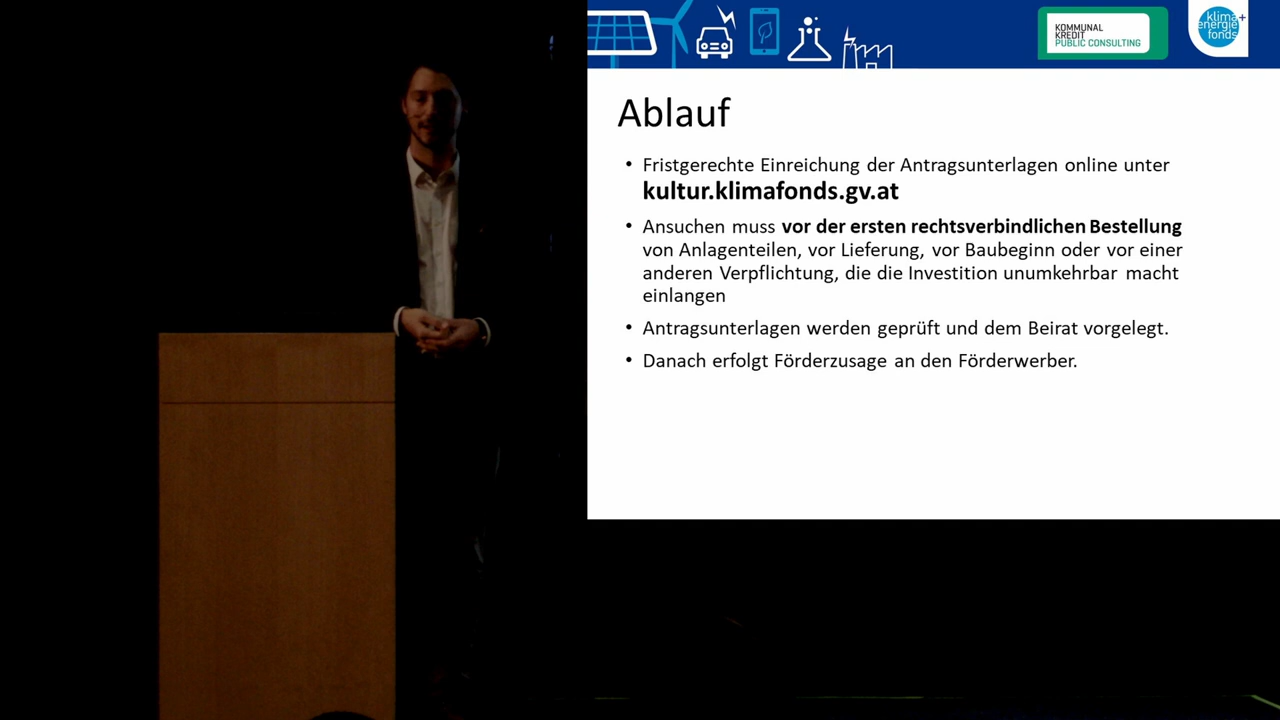 KOMMUNAL
KREDIT
PUBLIC CONSULTING
klima+
energie
fonds
Ablauf
• Fristgerechte Einreichung der Antragsunterlagen online unter
kultur.klimafonds.gv.at
• Ansuchen muss vor der ersten rechtsverbindlichen Bestellung
von Anlagenteilen, vor Lieferung, vor Baubeginn oder vor einer
anderen Verpflichtung, die die Investition unumkehrbar macht
einlangen
• Antragsunterlagen werden geprüft und dem Beirat vorgelegt.
• Danach erfolgt Förderzusage an den Förderwerber.